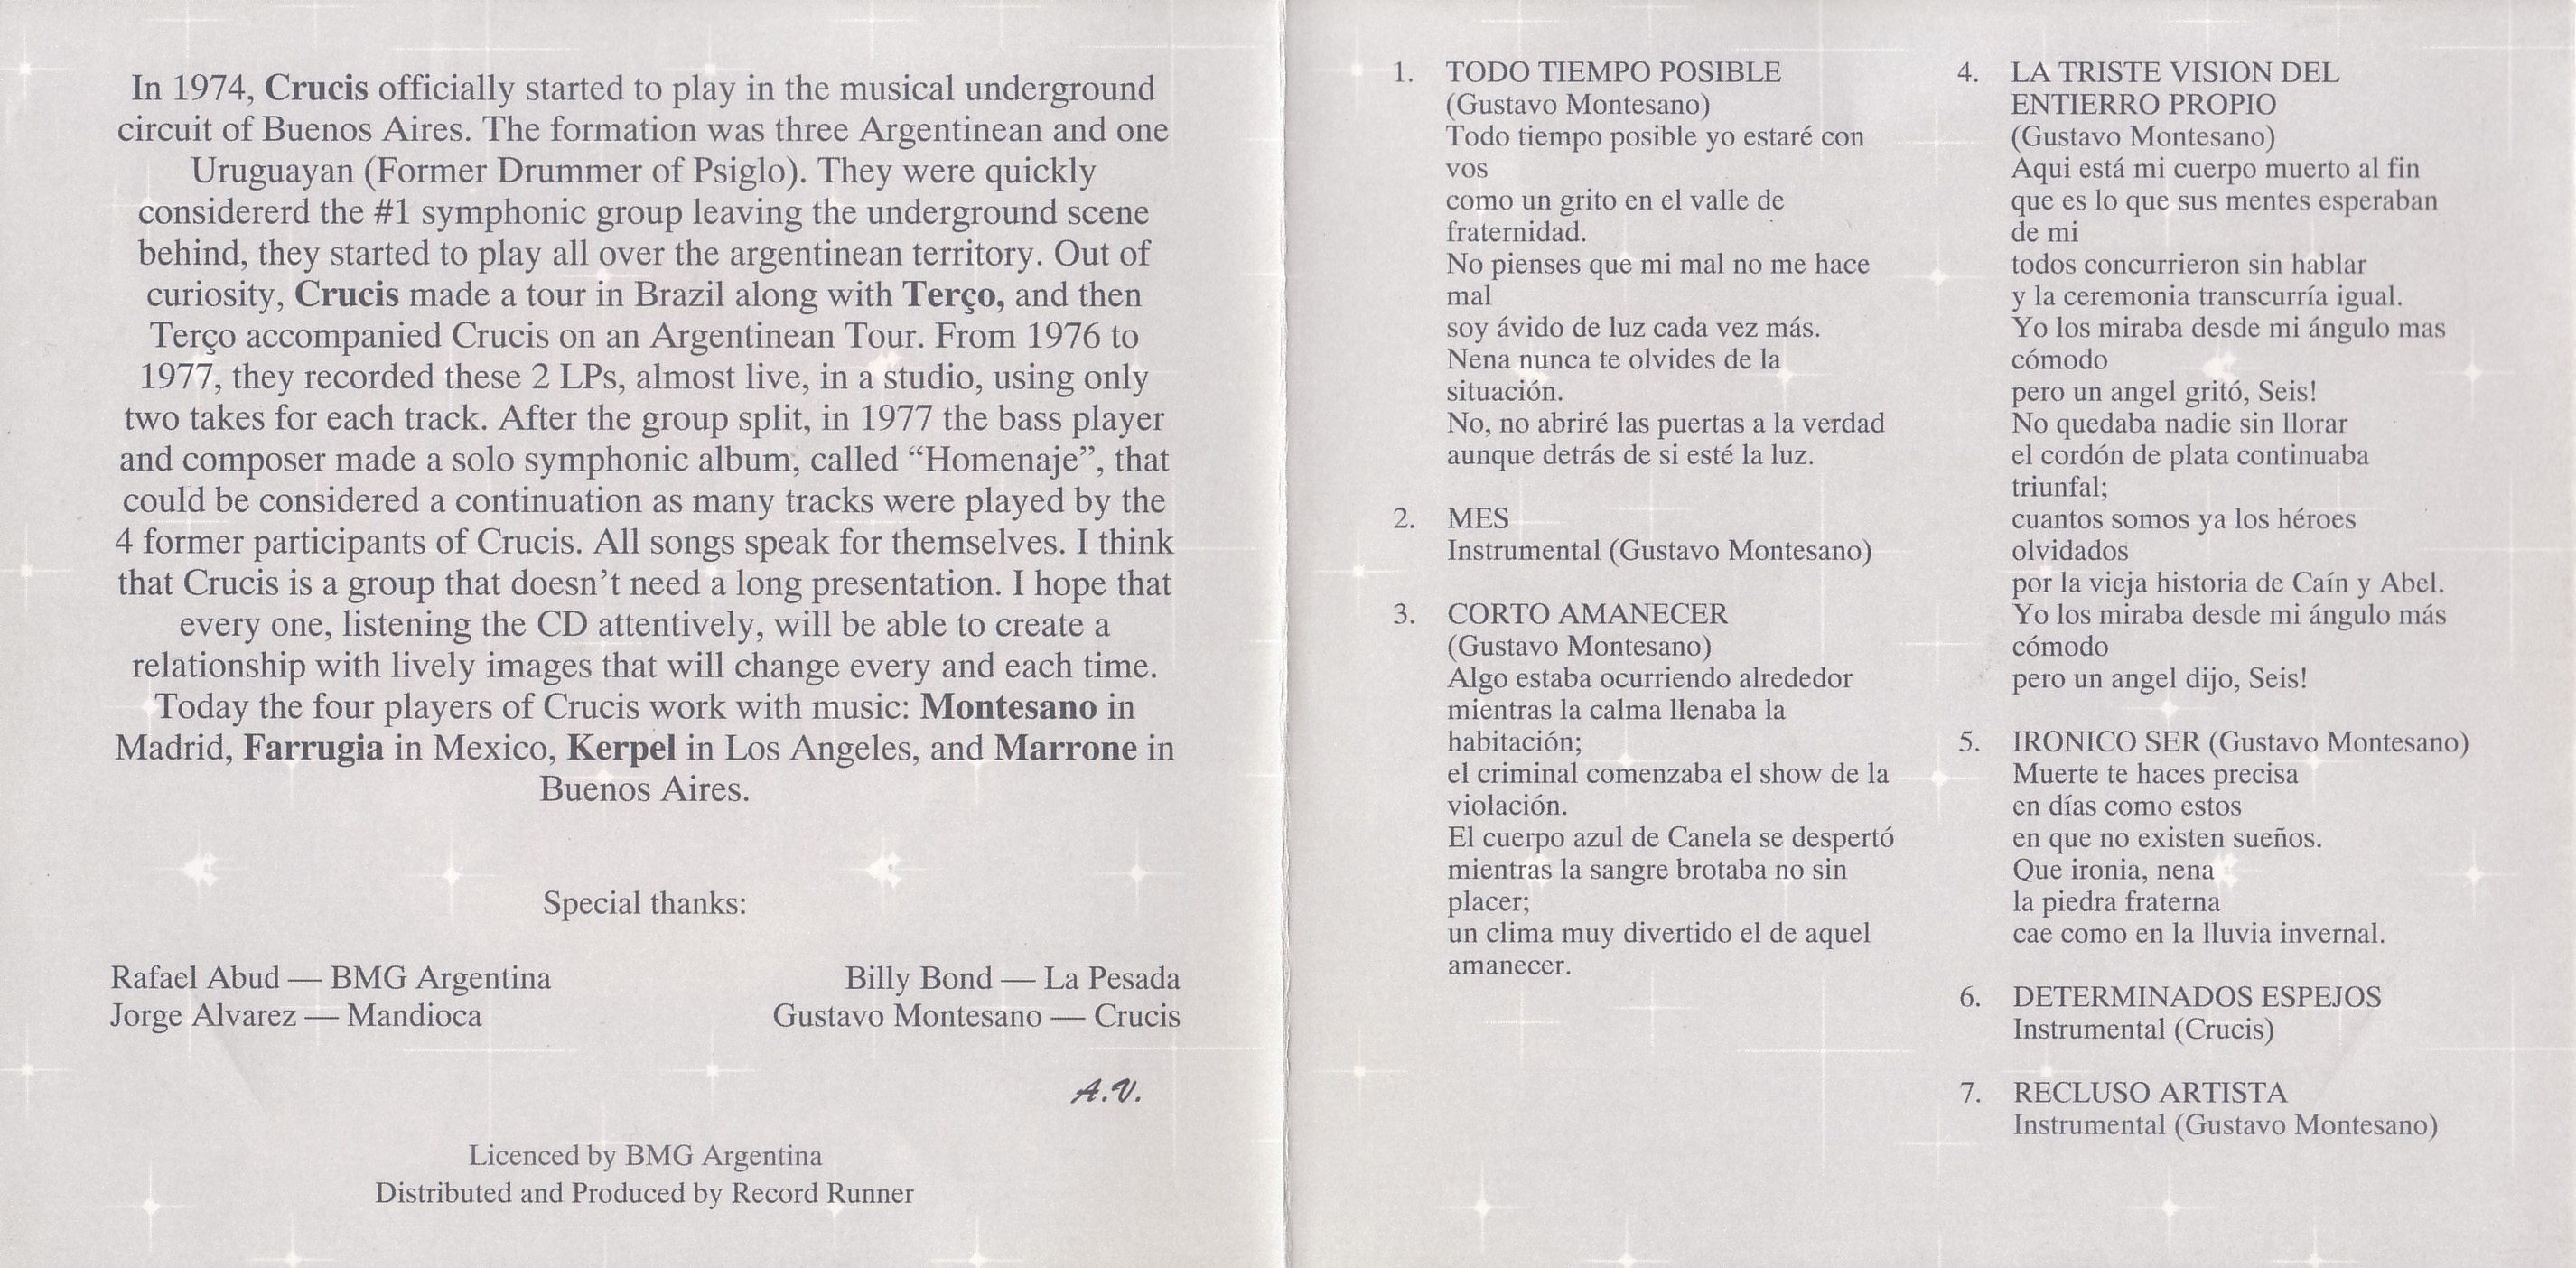 In 1974, Crucis officially started to play in the musical underground
circuit of Buenos Aires. The formation was three Argentinean and one
Uruguayan (Former Drummer of Psiglo). They were quickly
considererd the #1 symphonic group leaving the underground scene
behind, they started to play all over the argentinean territory. Out of
curiosity, Crucis made a tour in Brazil along with Terço, and then
Terço accompanied Crucis on an Argentinean Tour. From 1976 to
1977, they recorded these 2 LPs, almost live, in a studio, using only
two takes for each track. After the group split, in 1977 the bass player
and composer made a solo symphonic album, called “Homenaje”, that
could be considered a continuation as many tracks were played by the
4 former participants of Crucis. All songs speak for themselves. I think
that Crucis is a group that doesn’t need a long presentation. I hope that
every one, listening the CD attentively, will be able to create a
relationship with lively images that will change every and each time.
Today the four players of Crucis work with music: Montesano in
Madrid, Farrugia in Mexico, Kerpel in Los Angeles, and Marrone in
Buenos Aires.
Special thanks:
Rafael Abud — BMG Argentina
Jorge Alvarez — Mandioca
Billy Bond — La Pesada
Gustavo Montesano — Crucis
A.V.
Licenced by BMG Argentina
Distributed and Produced by Record Runner
1. TODO TIEMPO POSIBLE
(Gustavo Montesano)
Todo tiempo posible yo estaré con
vos
como un grito en el valle de
fraternidad.
No pienses que mi mal no me hace
mal
soy ávido de luz cada vez más.
Nena nunca te olvides de la
situación.
No, no abriré las puertas a la verdad
aunque detrás de si esté la luz.
2. MES
Instrumental (Gustavo Montesano)
3. CORTO AMANECER
(Gustavo Montesano)
Algo estaba ocurriendo alrededor
mientras la calma llenaba la
habitación;
el criminal comenzaba el show de la
violación.
El cuerpo azul de Canela se despertó
mientras la sangre brotaba no sin
placer;
un clima muy divertido el de aquel
amanecer.
4. LA TRISTE VISION DEL
ENTIERRO PROPIO
(Gustavo Montesano)
Aqui está mi cuerpo muerto al fin
que es lo que sus mentes esperaban
de mi
todos concurrieron sin hablar
y la ceremonia transcurría igual.
Yo los miraba desde mi ángulo mas
cómodo
pero un angel gritó, Seis!
No quedaba nadie sin llorar
el cordón de plata continuaba
triunfal;
cuantos somos ya los héroes
olvidados
por la vieja historia de Caín y Abel.
Yo los miraba desde mi ángulo más
cómodo
pero un angel dijo, Seis!
5. IRONICO SER (Gustavo Montesano)
Muerte te haces precisa
en días como estos
en que no existen sueños.
Que ironia, nena
la piedra fraterna
cae como en la lluvia invernal.
6. DETERMINADOS ESPEJOS
Instrumental (Crucis)
7. RECLUSO ARTISTA
Instrumental (Gustavo Montesano)